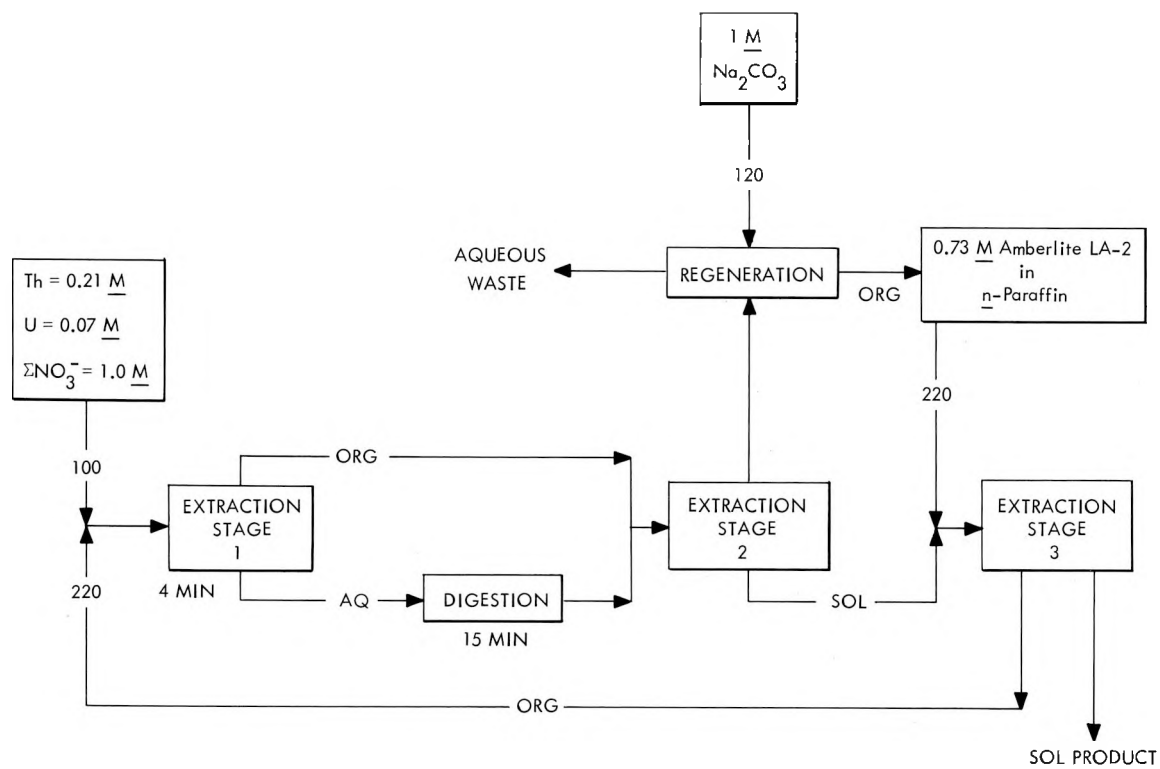 1 M
Na2CO3
120
AQUEOUS
WASTE
REGENERATION
ORG
0.73 M Amberlite LA-2
in
n-Paraffin
Th = 0.21 M
U = 0.07 M
ΣNO3- = 1.0 M
100
220
ORG
EXTRACTION
STAGE
1
4 MIN
AQ
DIGESTION
15 MIN
EXTRACTION
STAGE
2
SOL
220
EXTRACTION
STAGE
3
ORG
SOL PRODUCT